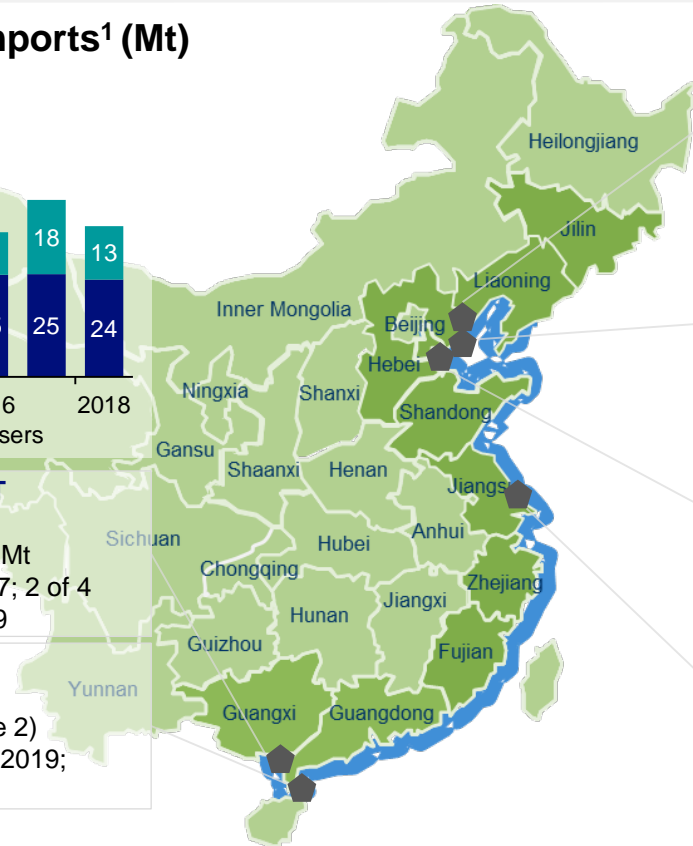 nports¹ (Mt)
Heilongjiang
Jilin
18
13
Liaoning
Inner Mongolia
Beijing
25
24
Hebei
Ningxia
Shanxi
6
2018
Shandong
sers
Gansu
Shaanxi
Henan
Jiangs
Anhui
Sichuan
Hubei
Mt
Chongqing
7; 2 of 4
Zhejiang
9
Hunan
Jiangxi
Guizhou
Fujian
Yunnan
Guangxi
Guangdong
e 2)
2019;